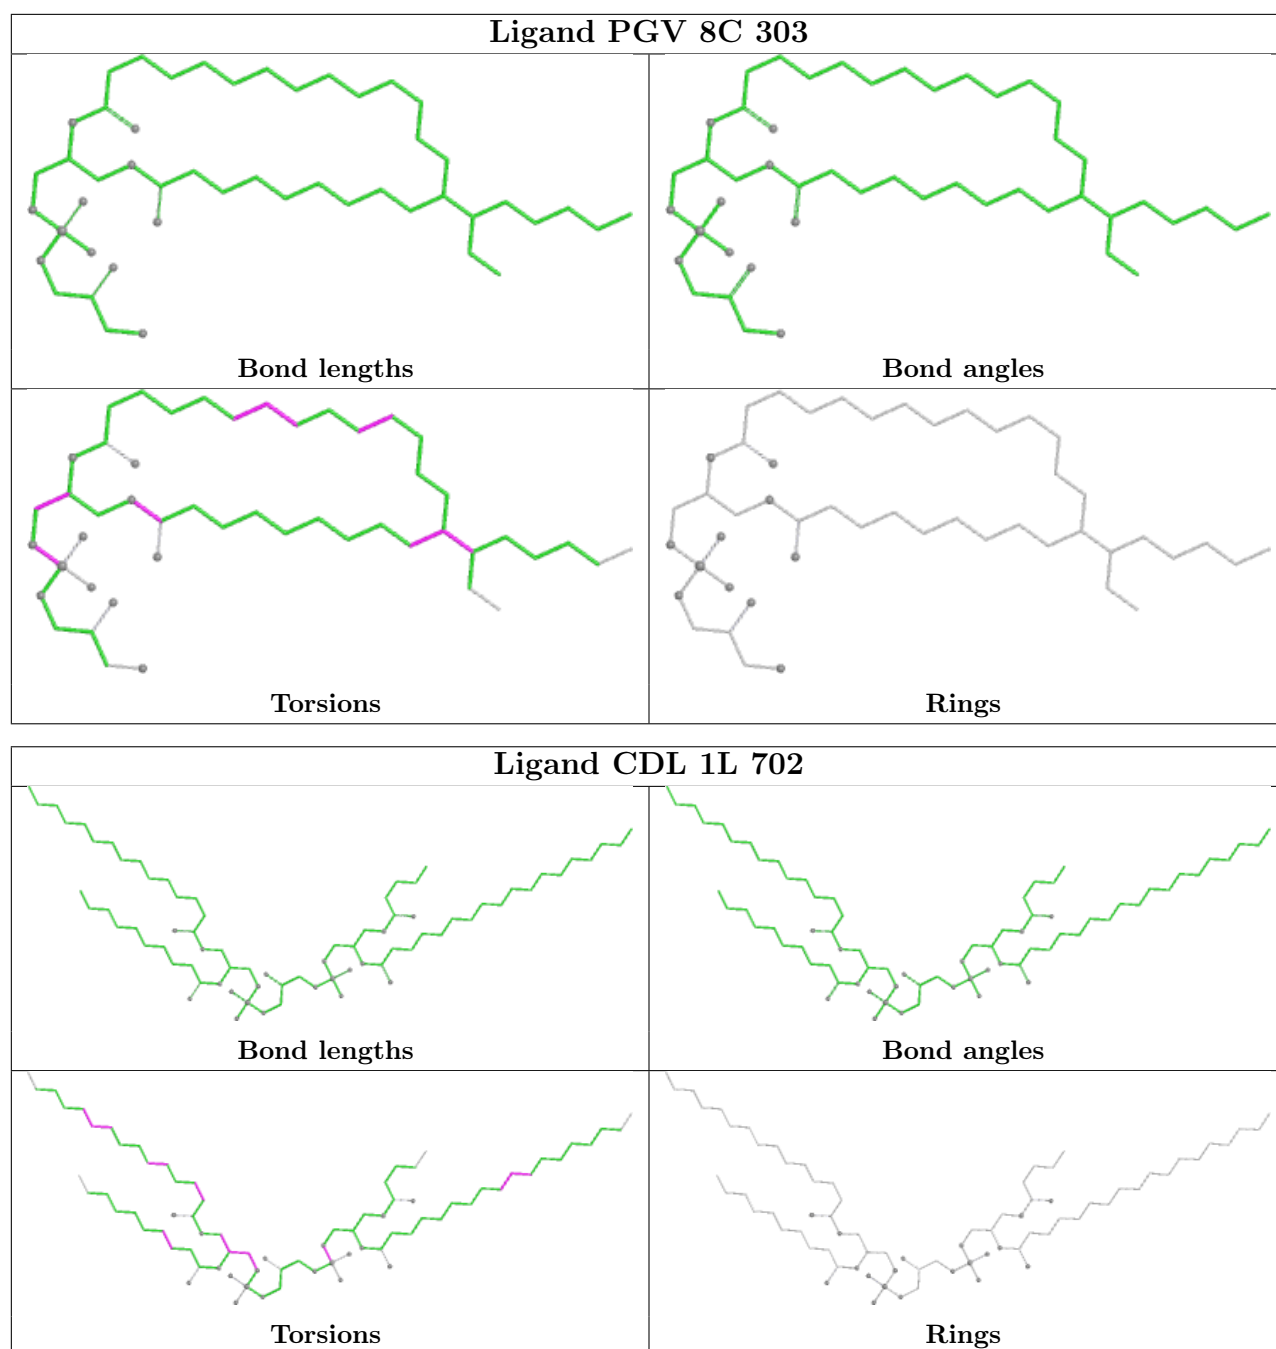 Ligand PGV 8C 303
Bond lengths
Bond angles
Torsions
Rings
Ligand CDL 1L 702
Bond lengths
Bond angles
Torsions
Rings